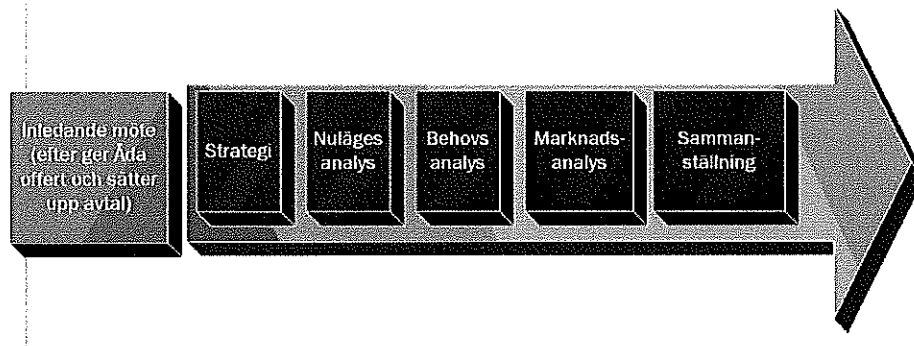 Inledande möte
(efter ger Åda
offert och sätter
upp avtal)
Strategi
Nuläges
analys
Behovs
analys
Marknads-
analys
Samman-
ställning